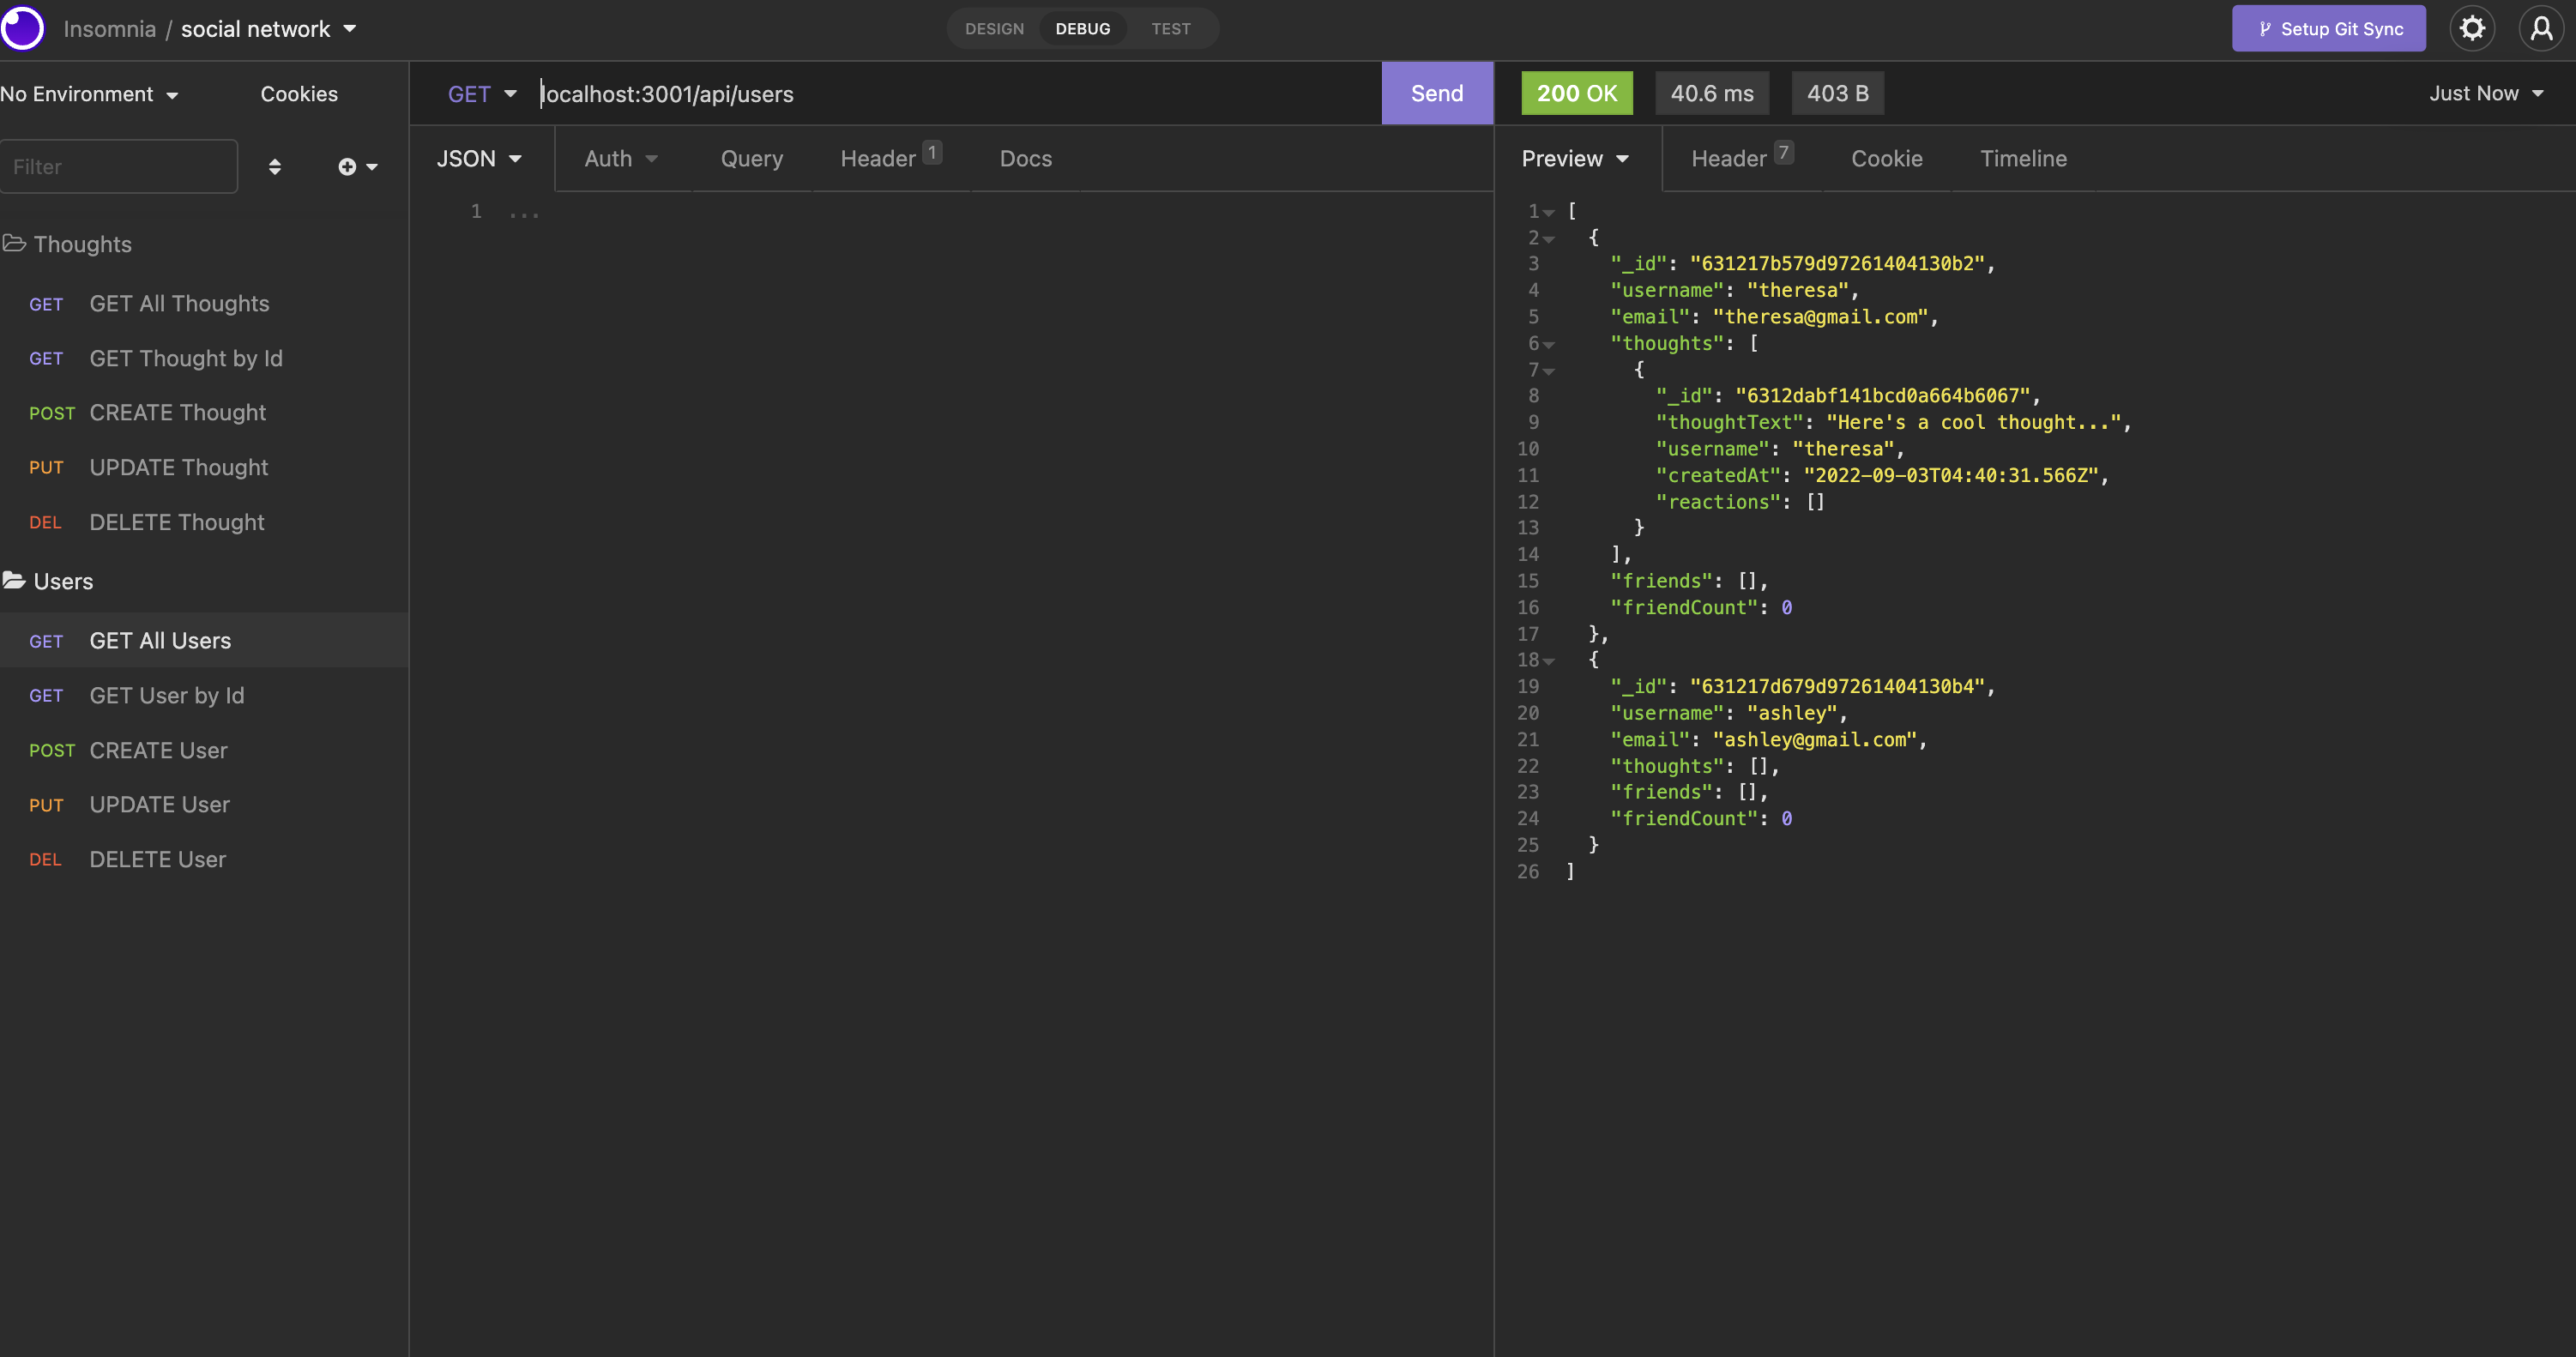 Insomnia / social network
DESIGN DEBUG TEST
Setup Git Sync
No Environment Cookies
Filter
Thoughts
GET GET All Thoughts
GET GET Thought by Id
POST CREATE Thought
PUT UPDATE Thought
DEL DELETE Thought
Users
GET GET All Users
GET GET User by Id
POST CREATE User
PUT UPDATE User
DEL DELETE User
GET localhost:3001/api/users Send
JSON Auth Query Header 1 Docs
1 ...
200 OK 40.6 ms 403 B Just Now
Preview Header 7 Cookie Timeline
1 [
2 {
3 "_id": "631217b579d97261404130b2",
4 "username": "theresa",
5 "email": "theresa@gmail.com",
6 "thoughts": [
7 {
8 "_id": "6312dabf141bcd0a664b6067",
9 "thoughtText": "Here's a cool thought...",
10 "username": "theresa",
11 "createdAt": "2022-09-03T04:40:31.566Z",
12 "reactions": []
13 }
14 ],
15 "friends": [],
16 "friendCount": 0
17 },
18 {
19 "_id": "631217d679d97261404130b4",
20 "username": "ashley",
21 "email": "ashley@gmail.com",
22 "thoughts": [],
23 "friends": [],
24 "friendCount": 0
25 }
26 ]